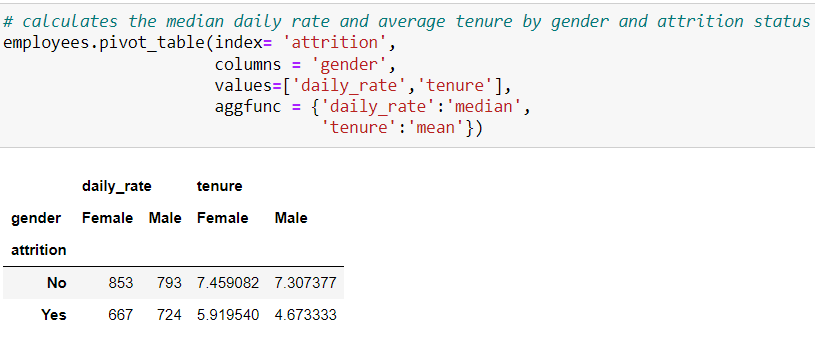 # calculates the median daily rate and average tenure by gender and attrition status
employees.pivot_table(index= 'attrition',
columns = 'gender',
values=['daily_rate','tenure'],
aggfunc = {'daily_rate':'median',
'tenure':'mean'})
daily_rate tenure
gender Female Male Female Male
attrition
No 853 793 7.459082 7.307377
Yes 667 724 5.919540 4.673333